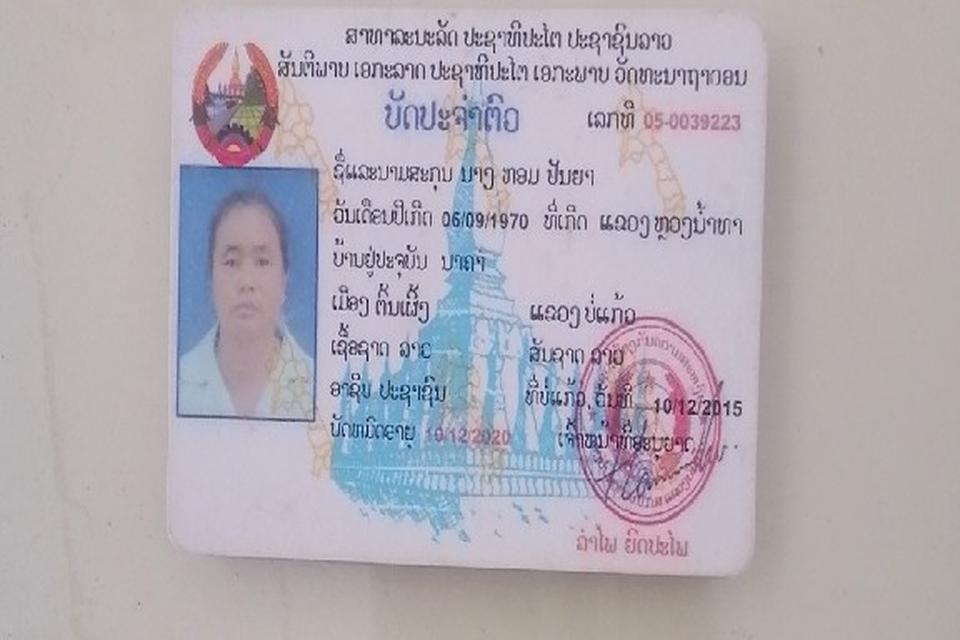 ສາທາລະນະລັດ ປະຊາທິປະໄຕ ປະຊາຊົນລາວ
ສັນຕິພາບ ເອກະລາດ ປະຊາທິປະໄຕ ເອກະພາບ ວັດທະນາຖາວອນ
ບັດປະຈຳຕົວ ເລກທີ 05-0039223
ຊື່ແລະນາມສະກຸນ ນາງ ຫອມ ປັນຍາ
ວັນເດືອນປີເກີດ 06/09/1970 ທີ່ເກີດ ແຂວງ ຫຼວງນ້ຳທາ
ບ້ານຢູ່ປະຈຸບັນ ນາຄຳ
ເມືອງ ຕົ້ນເຜິ້ງ ແຂວງ ບໍ່ແກ້ວ
ເຊື້ອຊາດ ລາວ ສັນຊາດ ລາວ
ອາຊີບ ປະຊາຊົນ ທີ່ບໍ່ແກ້ວ, ວັນທີ 10/12/2015
ບັດຫມົດອາຍຸ 10/12/2020 ເຈົ້າຫນ້າທີ່ອະນຸຍາດ
ລຳໄພ ຍົດປະໄພ